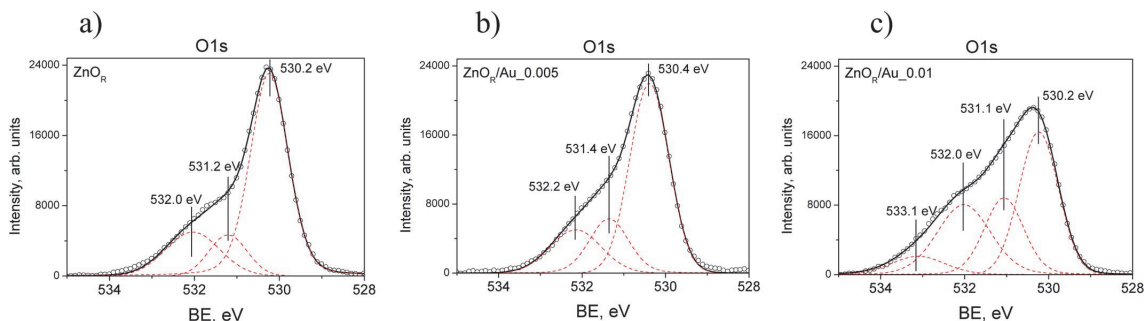 a)
O1s
ZnO_R
530.2 eV
531.2 eV
532.0 eV
24000
16000
8000
0
Intensity, arb. units
534
532
530
528
BE, eV
b)
O1s
ZnO_R/Au_0.005
530.4 eV
531.4 eV
532.2 eV
24000
16000
8000
0
Intensity, arb. units
534
532
530
528
BE, eV
c)
O1s
ZnO_R/Au_0.01
530.2 eV
531.1 eV
532.0 eV
533.1 eV
24000
16000
8000
0
Intensity, arb. units
534
532
530
528
BE, eV